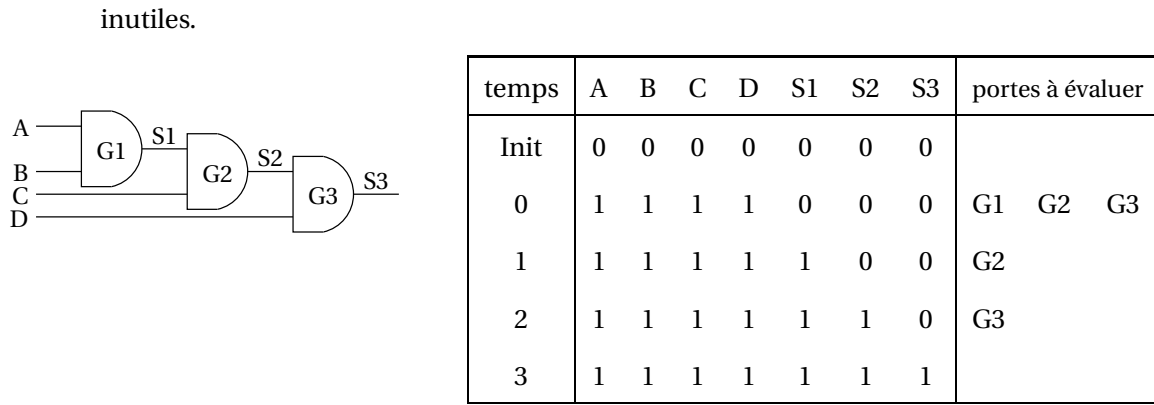 inutiles.
A
B
C
D
G1
S1
G2
S2
G3
S3
temps A B C D S1 S2 S3 portes à évaluer
Init 0 0 0 0 0 0 0
0 1 1 1 1 0 0 0 G1 G2 G3
1 1 1 1 1 1 0 0 G2
2 1 1 1 1 1 1 0 G3
3 1 1 1 1 1 1 1